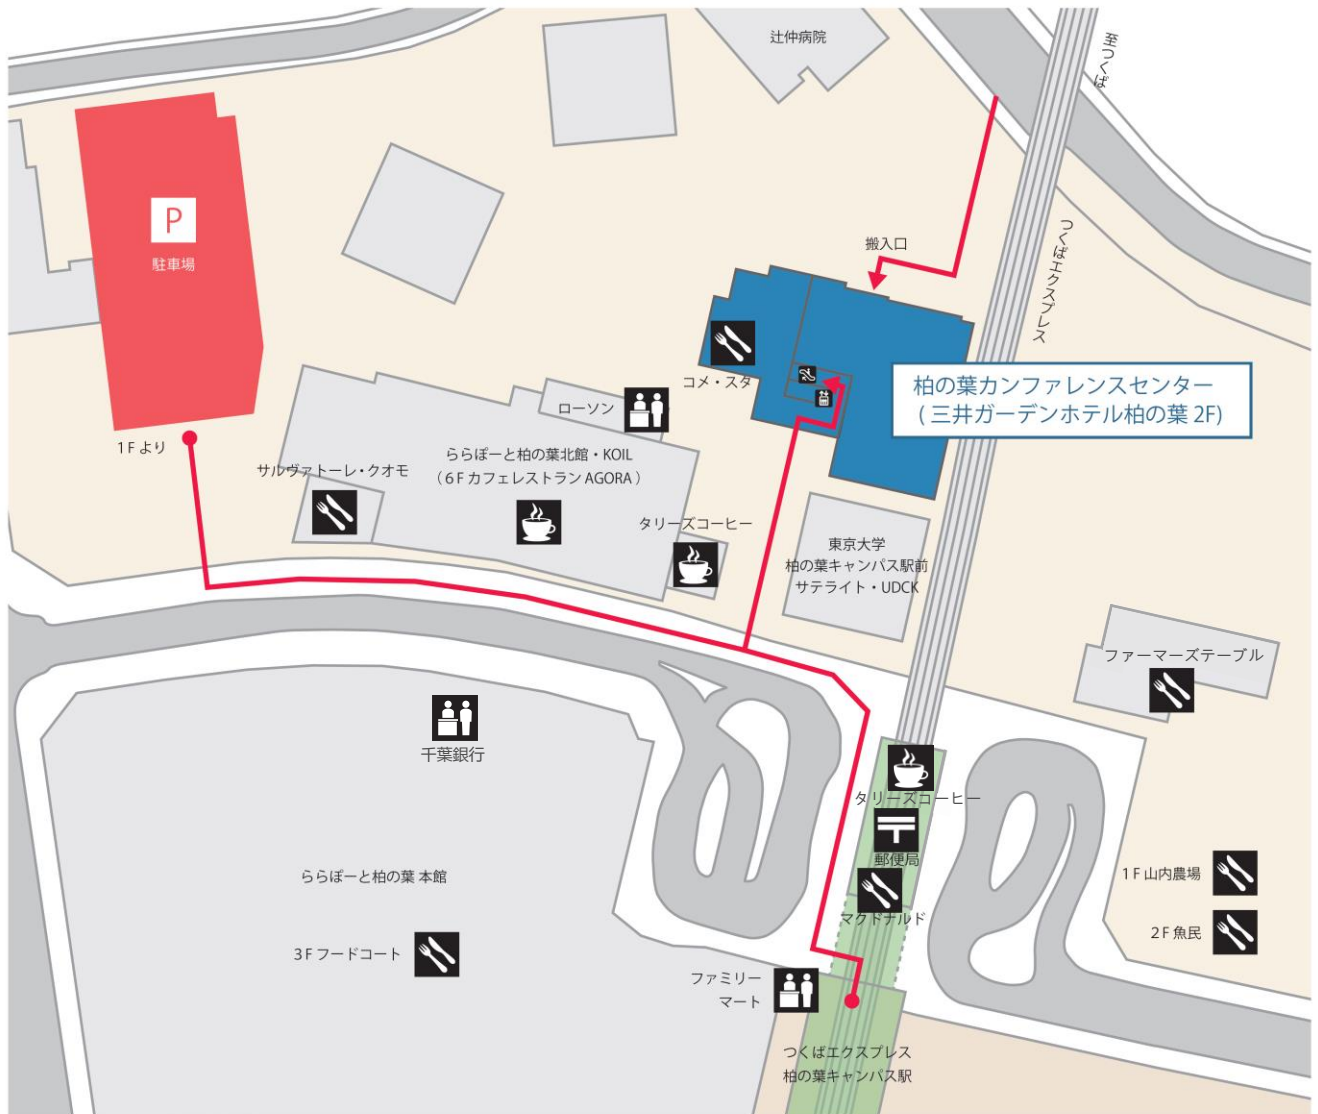 辻仲病院
至つくば
P
駐車場
つくばエクスプレス
搬入口
コメ・スタ
柏の葉カンファレンスセンター
( 三井ガーデンホテル柏の葉 2F)
1F より
ローソン
サルヴァトーレ・クオモ
ららぽーと柏の葉北館・KOIL
（6F カフェレストラン AGORA ）
タリーズコーヒー
東京大学
柏の葉キャンパス駅前
サテライト・UDCK
ファーマーズテーブル
千葉銀行
タリーズコーヒー
郵便局
マクドナルド
1F 山内農場
2F 魚民
ららぽーと柏の葉 本館
3F フードコート
ファミリー
マート
つくばエクスプレス
柏の葉キャンパス駅